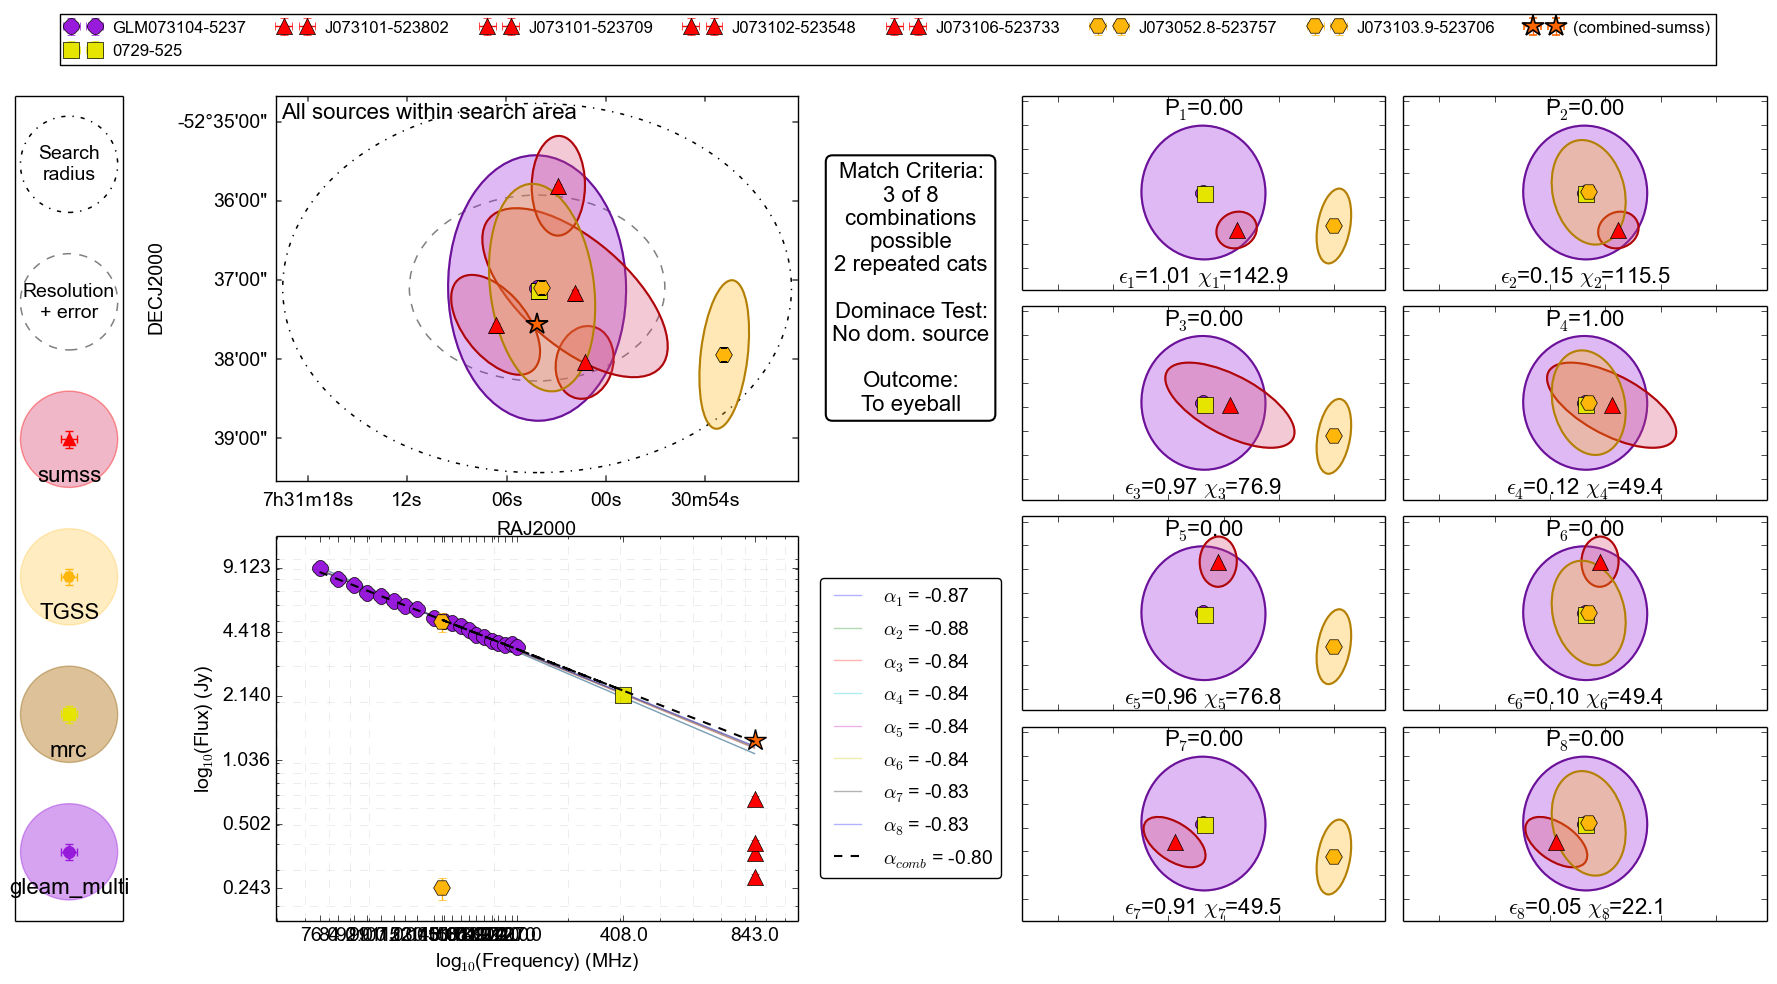 GLM073104-5237 J073101-523802 J073101-523709 J073102-523548 J073106-523733 J073052.8-523757 J073103.9-523706 (combined-sumss)
0729-525
Search
radius
Resolution
+ error
sumss
TGSS
mrc
gleam_multi
All sources within search area
DECJ2000
-52°35'00"
36'00"
37'00"
38'00"
39'00"
7h31m18s 12s 06s 00s 30m54s
RAJ2000
Match Criteria:
3 of 8
combinations
possible
2 repeated cats
Dominace Test:
No dom. source
Outcome:
To eyeball
log10(Flux) (Jy)
9.123
4.418
2.140
1.036
0.502
0.243
408.0 843.0
log10(Frequency) (MHz)
α1 = -0.87
α2 = -0.88
α3 = -0.84
α4 = -0.84
α5 = -0.84
α6 = -0.84
α7 = -0.83
α8 = -0.83
αcomb = -0.80
P1=0.00
ϵ1=1.01 χ1=142.9
P2=0.00
ϵ2=0.15 χ2=115.5
P3=0.00
ϵ3=0.97 χ3=76.9
P4=1.00
ϵ4=0.12 χ4=49.4
P5=0.00
ϵ5=0.96 χ5=76.8
P6=0.00
ϵ6=0.10 χ6=49.4
P7=0.00
ϵ7=0.91 χ7=49.5
P8=0.00
ϵ8=0.05 χ8=22.1